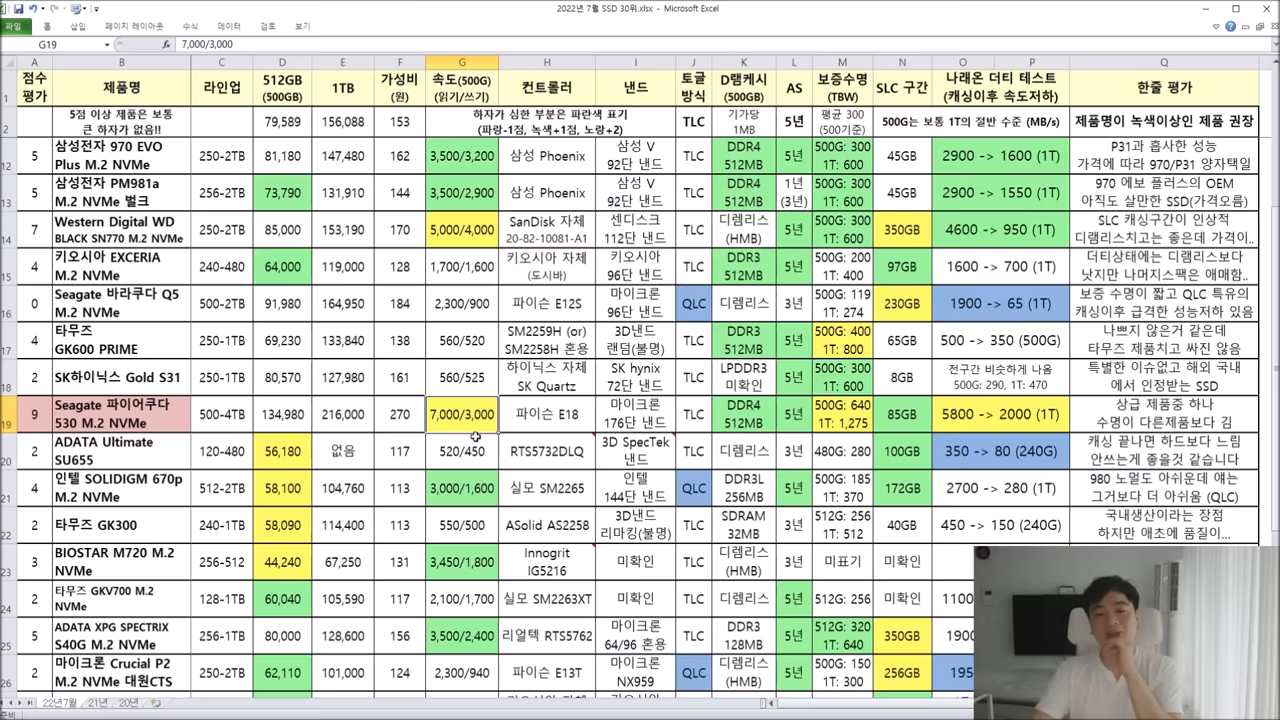 2022년 7월 SSD 30위.xlsx - Microsoft Excel
파일 홈 삽입 페이지 레이아웃 수식 데이터 검토 보기
G19 fx 7,000/3,000
A B C D E F G H I J K L M N O P Q
1 점수 평가 제품명 라인업 512GB (500GB) 1TB 가성비 (원) 속도(500G) (읽기/쓰기) 컨트롤러 낸드 토글 방식 D램캐시 (500GB) AS 보증수명 (TBW) SLC 구간 나래온 더티 테스트 (캐싱이후 속도저하) 한줄 평가
2 5점 이상 제품은 보통 큰 하자가 없음!! 79,589 156,088 153 하자가 심한 부분은 파란색 표기 (파랑-1점, 녹색+1점, 노랑+2) TLC 기가당 1MB 5년 평균 300 (500기준) 500G는 보통 1T의 절반 수준 (MB/s) 제품명이 녹색이상인 제품 권장
12 5 삼성전자 970 EVO Plus M.2 NVMe 250-2TB 81,180 147,480 162 3,500/3,200 삼성 Phoenix 삼성 V 92단 낸드 TLC DDR4 512MB 5년 500G: 300 1T: 600 45GB 2900 -> 1600 (1T) P31과 흡사한 성능 가격에 따라 970/P31 양자택일
13 5 삼성전자 PM981a M.2 NVMe 벌크 256-2TB 73,790 131,910 144 3,500/2,900 삼성 Phoenix 삼성 V 92단 낸드 TLC DDR4 512MB 1년 (3년) 500G: 300 1T: 600 45GB 2900 -> 1550 (1T) 970 에보 플러스의 OEM 아직도 살만한 SSD(가격오름)
14 7 Western Digital WD BLACK SN770 M.2 NVMe 250-2TB 85,000 153,190 170 5,000/4,000 SanDisk 자체 20-82-10081-A1 센디스크 112단 낸드 TLC 디렘리스 (HMB) 5년 500G: 300 1T: 600 350GB 4600 -> 950 (1T) SLC 캐싱구간이 인상적 디램리스치고는 좋은데 가격이..
15 4 키오시아 EXCERIA M.2 NVMe 240-480 64,000 119,000 128 1,700/1,600 키오시아 자체 (도시바) 키오시아 96단 낸드 TLC DDR3 512MB 5년 500G: 200 1T: 400 97GB 1600 -> 700 (1T) 더티상태에는 디램리스보다 낫지만 나머지스팩은 애매함..
16 0 Seagate 바라쿠다 Q5 M.2 NVMe 500-2TB 91,980 164,950 184 2,300/900 파이슨 E12S 마이크론 96단 낸드 QLC 디렘리스 3년 500G: 119 1T: 274 230GB 1900 -> 65 (1T) 보증 수명이 짧고 QLC 특유의 캐싱이후 급격한 성능저하 있음
17 4 타무즈 GK600 PRIME 250-1TB 69,230 133,840 138 560/520 SM2259H (or) SM2258H 혼용 3D낸드 랜덤(불명) TLC DDR3 512MB 5년 500G: 400 1T: 800 65GB 500 -> 350 (500G) 나쁘지 않은거 같은데 타무즈 제품치고 싸진 않음
18 2 SK하이닉스 Gold S31 250-1TB 80,570 127,980 161 560/525 하이닉스 자체 SK Quartz SK hynix 72단 낸드 TLC LPDDR3 미확인 5년 500G: 300 1T: 600 8GB 전구간 비슷하게 나옴 500G: 290, 1T: 470 특별한 이슈없고 해외 국내 에서 인정받는 SSD
19 9 Seagate 파이어쿠다 530 M.2 NVMe 500-4TB 134,980 216,000 270 7,000/3,000 파이슨 E18 마이크론 176단 낸드 TLC DDR4 512MB 5년 500G: 640 1T: 1,275 85GB 5800 -> 2000 (1T) 상급 제품중 하나 수명이 다른제품보다 김
20 2 ADATA Ultimate SU655 120-480 56,180 없음 117 520/450 RTS5732DLQ 3D SpecTek 낸드 TLC 디렘리스 3년 480G: 280 100GB 350 -> 80 (240G) 캐싱 끝나면 하드보다 느림 안쓰는게 좋을것 같습니다
21 4 인텔 SOLIDIGM 670p M.2 NVMe 512-2TB 58,100 104,760 113 3,000/1,600 실모 SM2265 인텔 144단 낸드 QLC DDR3L 256MB 5년 500G: 185 1T: 370 172GB 2700 -> 280 (1T) 980 노멀도 아쉬운데 얘는 그거보다 더 아쉬움 (QLC)
22 2 타무즈 GK300 240-1TB 58,090 114,400 113 550/500 ASolid AS2258 3D낸드 리마킹(불명) TLC SDRAM 32MB 3년 512G: 256 1T: 512 40GB 450 -> 150 (240G) 국내생산이라는 장점 하지만 애초에 품질이...
23 3 BIOSTAR M720 M.2 NVMe 256-512 44,240 67,250 131 3,450/1,800 Innogrit IG5216 미확인 TLC 디렘리스 (HMB) 3년 미표기 미확인
24 2 타무즈 GKV700 M.2 NVMe 128-1TB 60,040 105,590 117 2,100/1,700 실모 SM2263XT 미확인 TLC 디렘리스 5년 512G: 256 미확인 1100
25 5 ADATA XPG SPECTRIX S40G M.2 NVMe 256-1TB 80,000 128,600 156 3,500/2,400 리얼텍 RTS5762 마이크론 64/96 혼용 TLC DDR3 128MB 5년 512G: 320 1T: 640 350GB 1900
26 2 마이크론 Crucial P2 M.2 NVMe 대원CTS 250-2TB 62,110 101,000 124 2,300/940 파이슨 E13T 마이크론 NX959 QLC 디렘리스 (HMB) 5년 500G: 150 1T: 300 256GB 195
22년7월 21년 20년
준비